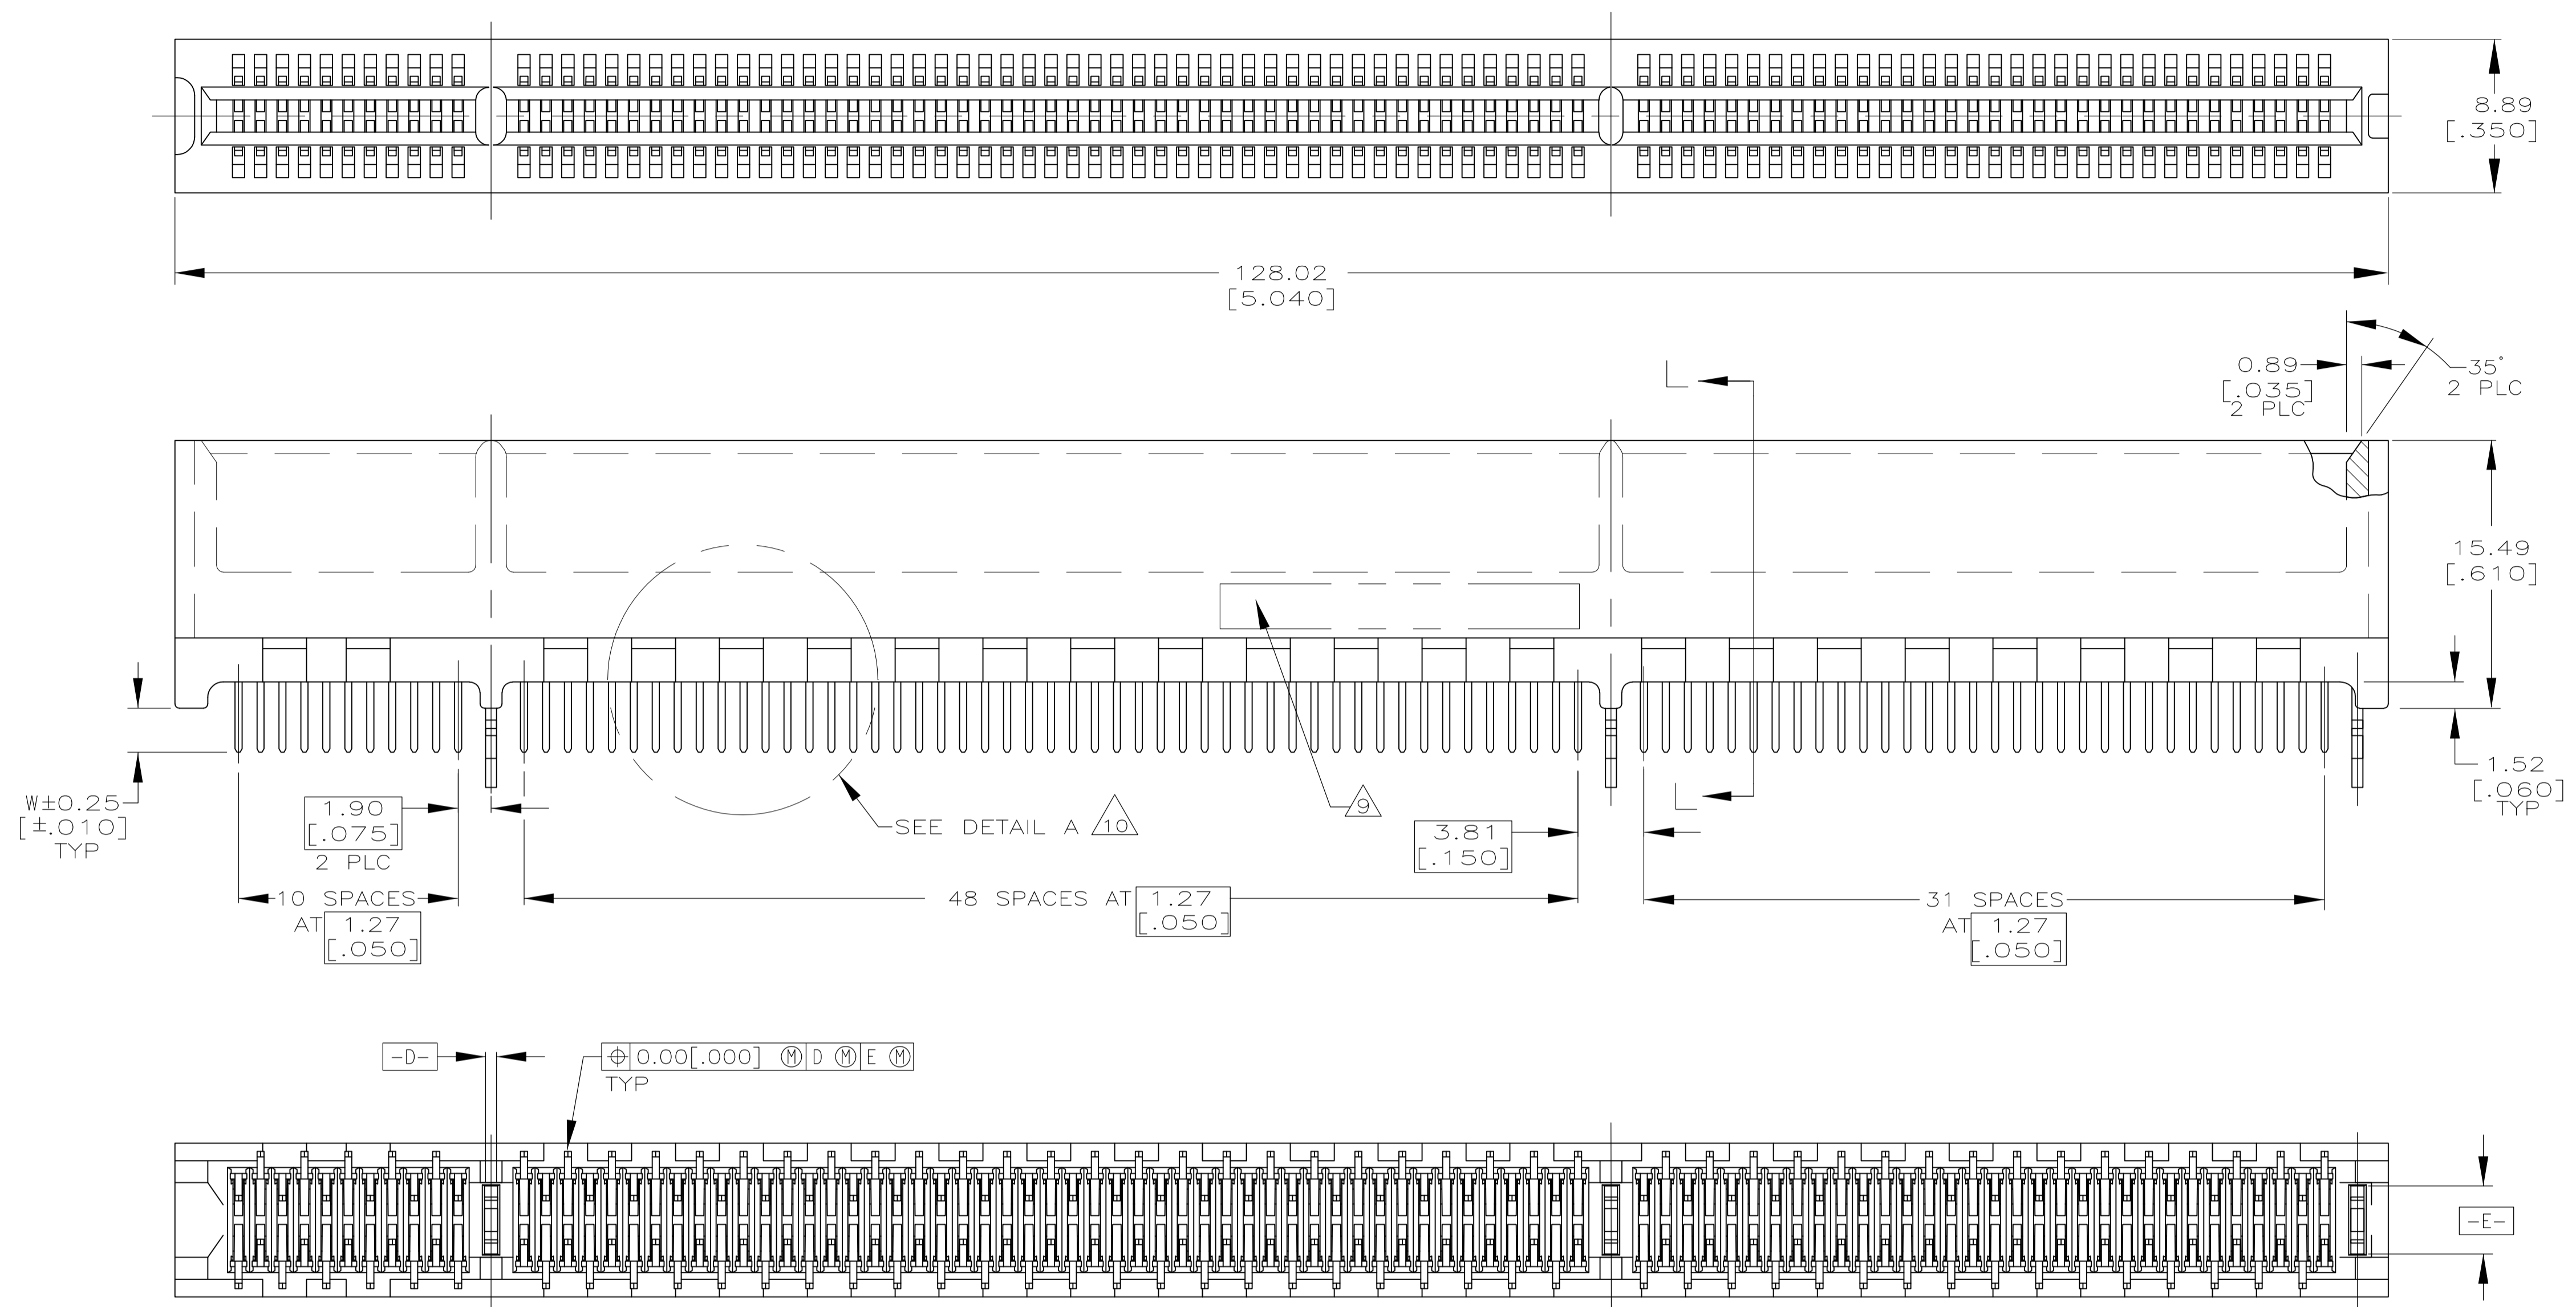 8.89
[.350]
128.02
[5.040]
0.89
[.035]
2 PLC
35°
2 PLC
15.49
[.610]
1.52
[.060]
TYP
W±0.25
[±.010]
TYP
1.90
[.075]
2 PLC
SEE DETAIL A 10
9
3.81
[.150]
10 SPACES
AT 1.27
[.050]
48 SPACES AT 1.27
[.050]
31 SPACES
AT 1.27
[.050]
-D-
⌖ 0.00[.000] Ⓜ D Ⓜ E Ⓜ
TYP
-E-